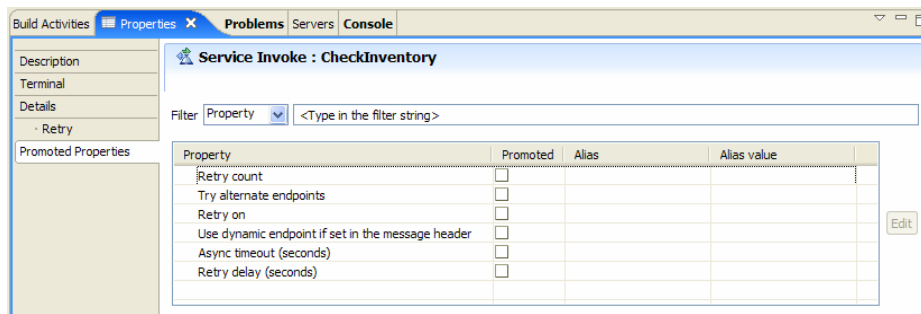 Build Activities Properties Problems Servers Console
Description
Terminal
Details
Retry
Promoted Properties
Service Invoke : CheckInventory
Filter Property <Type in the filter string>
Property Promoted Alias Alias value
Retry count
Try alternate endpoints
Retry on
Use dynamic endpoint if set in the message header
Async timeout (seconds)
Retry delay (seconds)
Edit